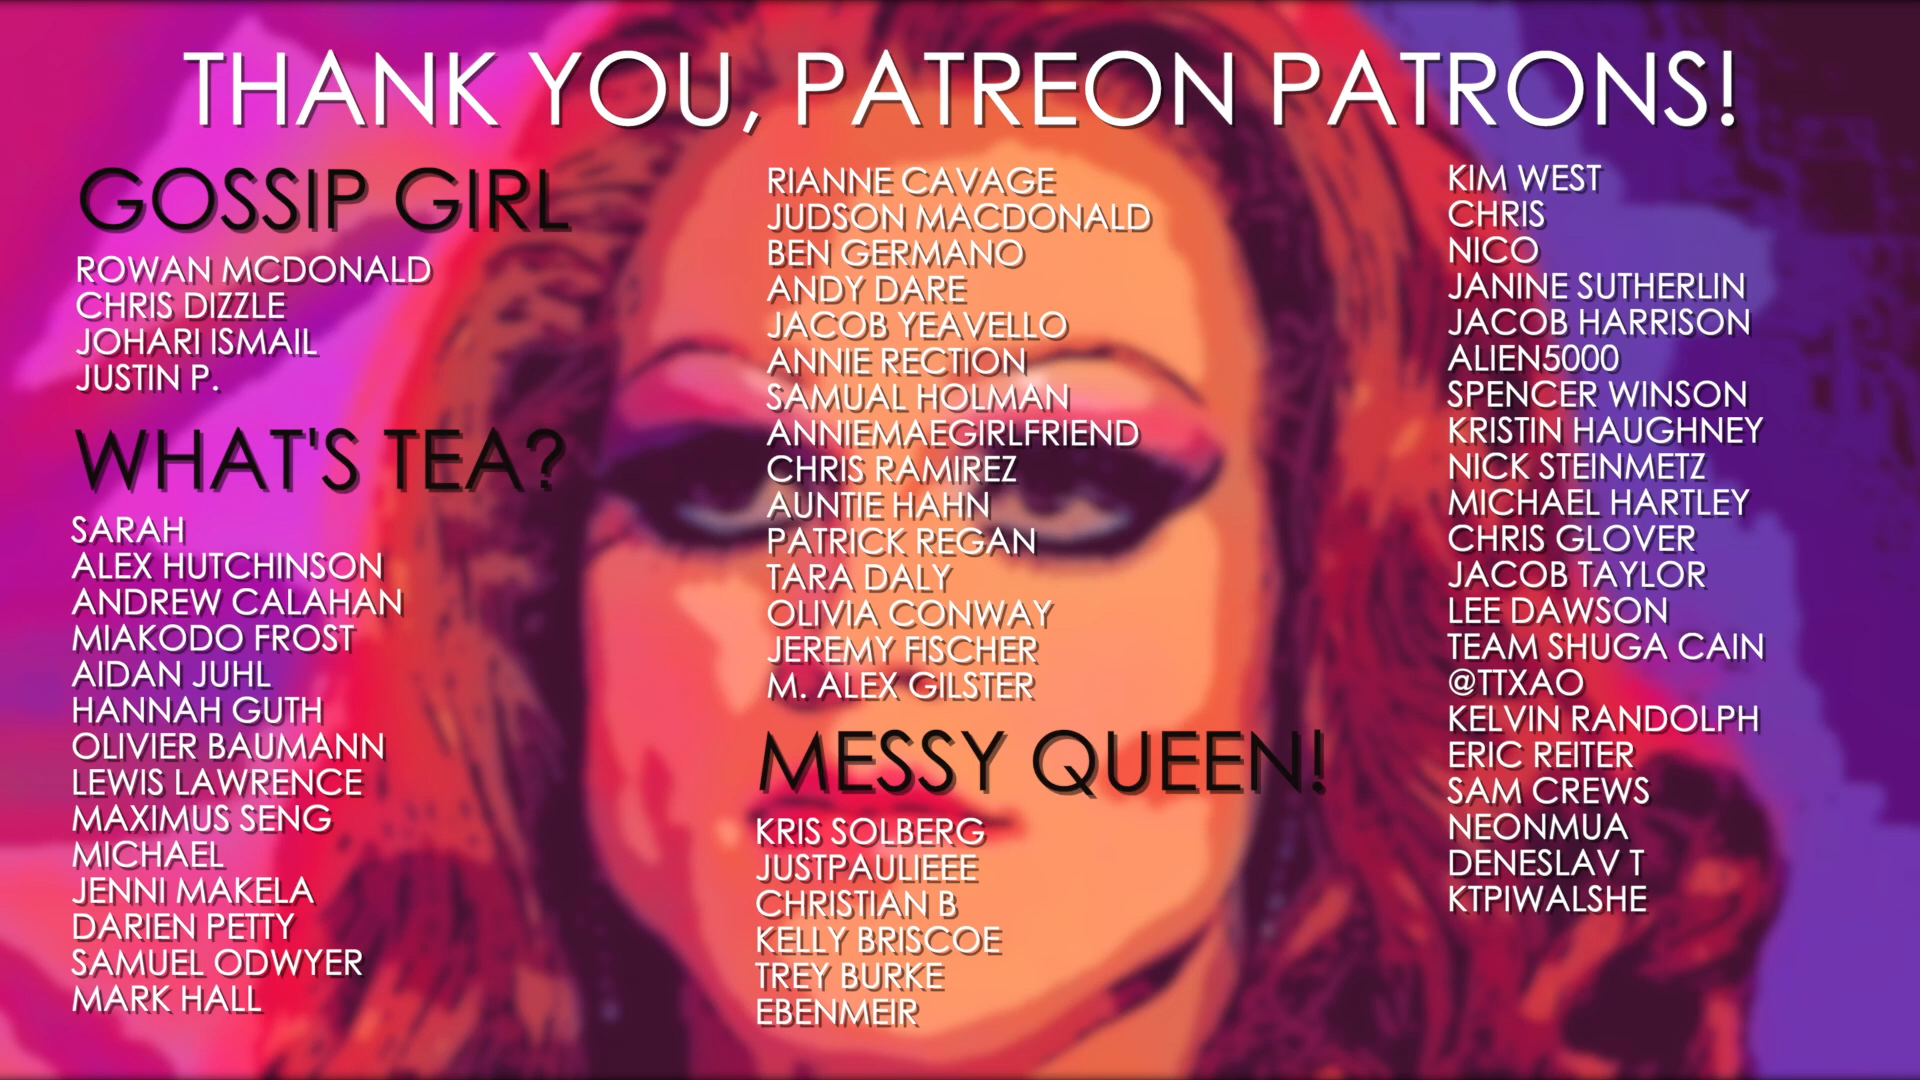 THANK YOU, PATREON PATRONS!
GOSSIP GIRL
ROWAN MCDONALD
CHRIS DIZZLE
JOHARI ISMAIL
JUSTIN P.
WHAT'S TEA?
SARAH
ALEX HUTCHINSON
ANDREW CALAHAN
MIAKODO FROST
AIDAN JUHL
HANNAH GUTH
OLIVIER BAUMANN
LEWIS LAWRENCE
MAXIMUS SENG
MICHAEL
JENNI MAKELA
DARIEN PETTY
SAMUEL ODWYER
MARK HALL
RIANNE CAVAGE
JUDSON MACDONALD
BEN GERMANO
ANDY DARE
JACOB YEAVELLO
ANNIE RECTION
SAMUAL HOLMAN
ANNIEMAEGIRLFRIEND
CHRIS RAMIREZ
AUNTIE HAHN
PATRICK REGAN
TARA DALY
OLIVIA CONWAY
JEREMY FISCHER
M. ALEX GILSTER
MESSY QUEEN!
KRIS SOLBERG
JUSTPAULIEEE
CHRISTIAN B
KELLY BRISCOE
TREY BURKE
EBENMEIR
KIM WEST
CHRIS
NICO
JANINE SUTHERLIN
JACOB HARRISON
ALIEN5000
SPENCER WINSON
KRISTIN HAUGHNEY
NICK STEINMETZ
MICHAEL HARTLEY
CHRIS GLOVER
JACOB TAYLOR
LEE DAWSON
TEAM SHUGA CAIN
@TTXAO
KELVIN RANDOLPH
ERIC REITER
SAM CREWS
NEONMUA
DENESLAV T
KTPIWALSHE